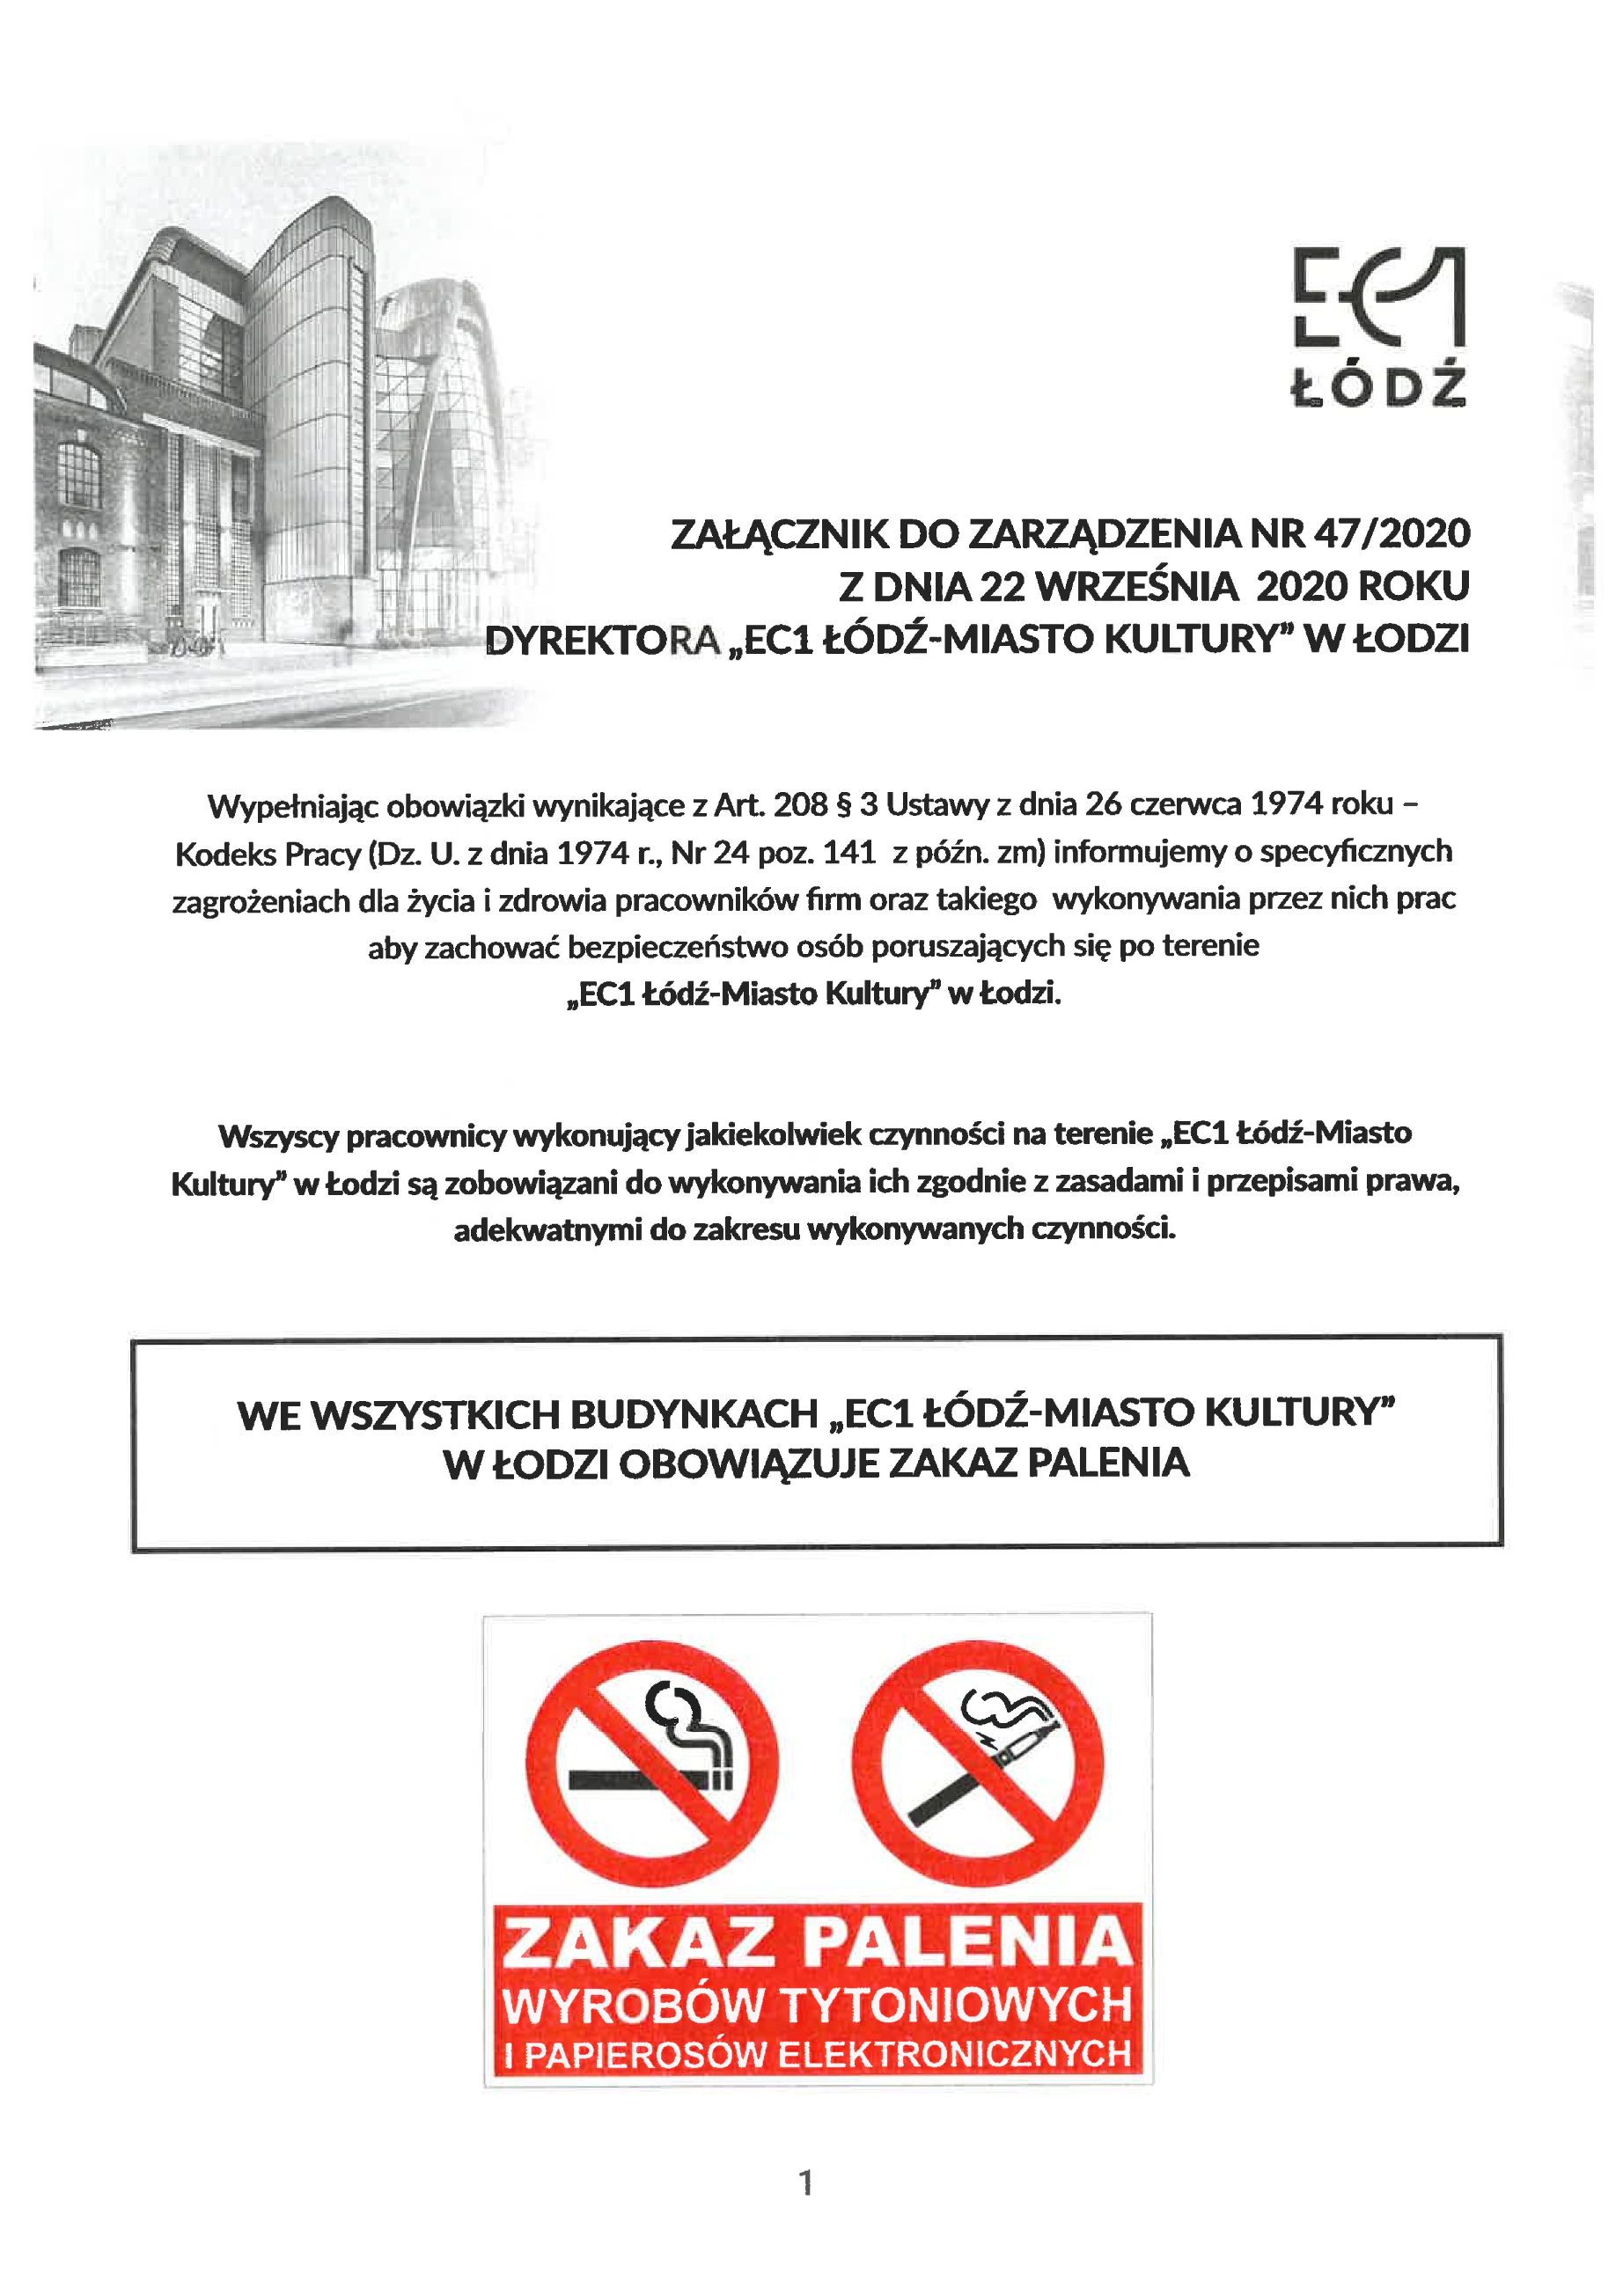 EC1
ŁÓDŹ
ZAŁĄCZNIK DO ZARZĄDZENIA NR 47/2020
Z DNIA 22 WRZEŚNIA 2020 ROKU
DYREKTORA „EC1 ŁÓDŹ-MIASTO KULTURY” W ŁODZI
Wypełniając obowiązki wynikające z Art. 208 § 3 Ustawy z dnia 26 czerwca 1974 roku –
Kodeks Pracy (Dz. U. z dnia 1974 r., Nr 24 poz. 141 z późn. zm) informujemy o specyficznych
zagrożeniach dla życia i zdrowia pracowników firm oraz takiego wykonywania przez nich prac
aby zachować bezpieczeństwo osób poruszających się po terenie
„EC1 Łódź-Miasto Kultury” w Łodzi.
Wszyscy pracownicy wykonujący jakiekolwiek czynności na terenie „EC1 Łódź-Miasto
Kultury” w Łodzi są zobowiązani do wykonywania ich zgodnie z zasadami i przepisami prawa,
adekwatnymi do zakresu wykonywanych czynności.
WE WSZYSTKICH BUDYNKACH „EC1 ŁÓDŹ-MIASTO KULTURY”
W ŁODZI OBOWIĄZUJE ZAKAZ PALENIA
ZAKAZ PALENIA
WYROBÓW TYTONIOWYCH
I PAPIEROSÓW ELEKTRONICZNYCH
1